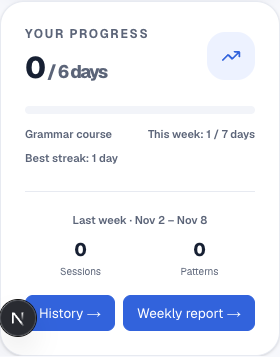 YOUR PROGRESS
0 / 6 days
Grammar course This week: 1 / 7 days
Best streak: 1 day
Last week · Nov 2 – Nov 8
0 0
Sessions Patterns
N History → Weekly report →